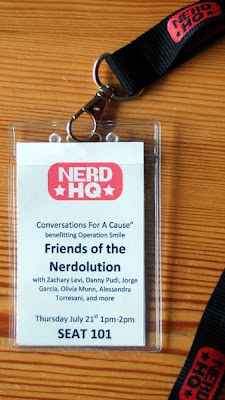 NERD
HQ
NERD
HQ
Conversations For A Cause"
benefitting Operation Smile
Friends of the
Nerdolution
with Zachary Levi, Danny Pudi, Jorge
Garcia, Olivia Munn, Alessandra
Torresani, and more
Thursday July 21st 1pm-2pm
SEAT 101
NERD
HQ